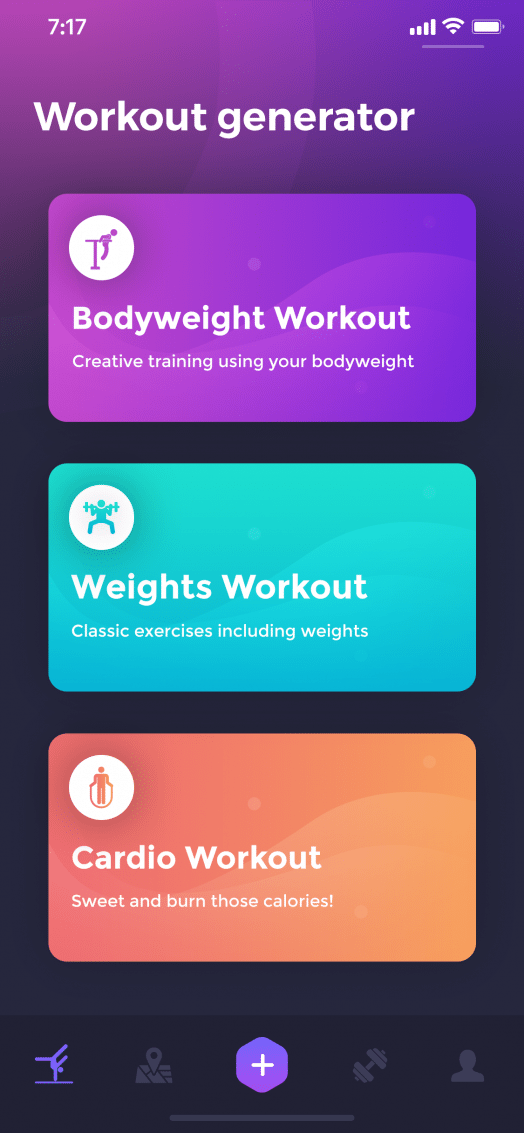 7:17
Workout generator
Bodyweight Workout
Creative training using your bodyweight
Weights Workout
Classic exercises including weights
Cardio Workout
Sweet and burn those calories!